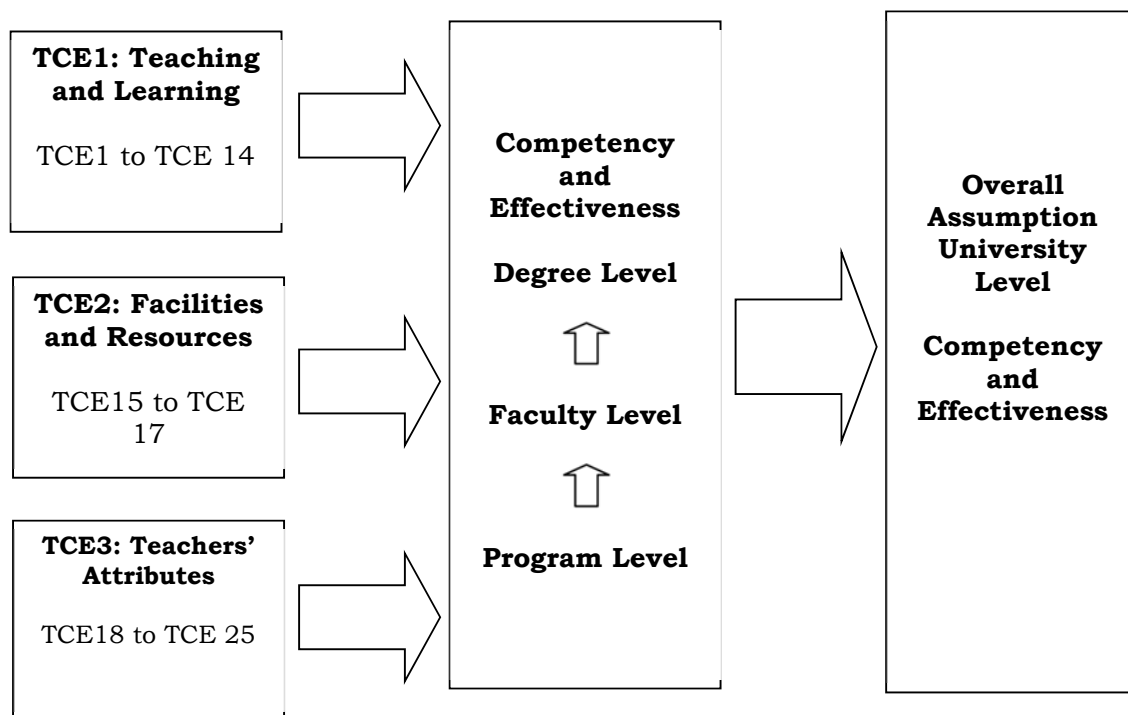 TCE1: Teaching
and Learning
TCE1 to TCE 14
TCE2: Facilities
and Resources
TCE15 to TCE
17
TCE3: Teachers’
Attributes
TCE18 to TCE 25
Competency
and
Effectiveness
Degree Level
Faculty Level
Program Level
Overall
Assumption
University
Level
Competency
and
Effectiveness